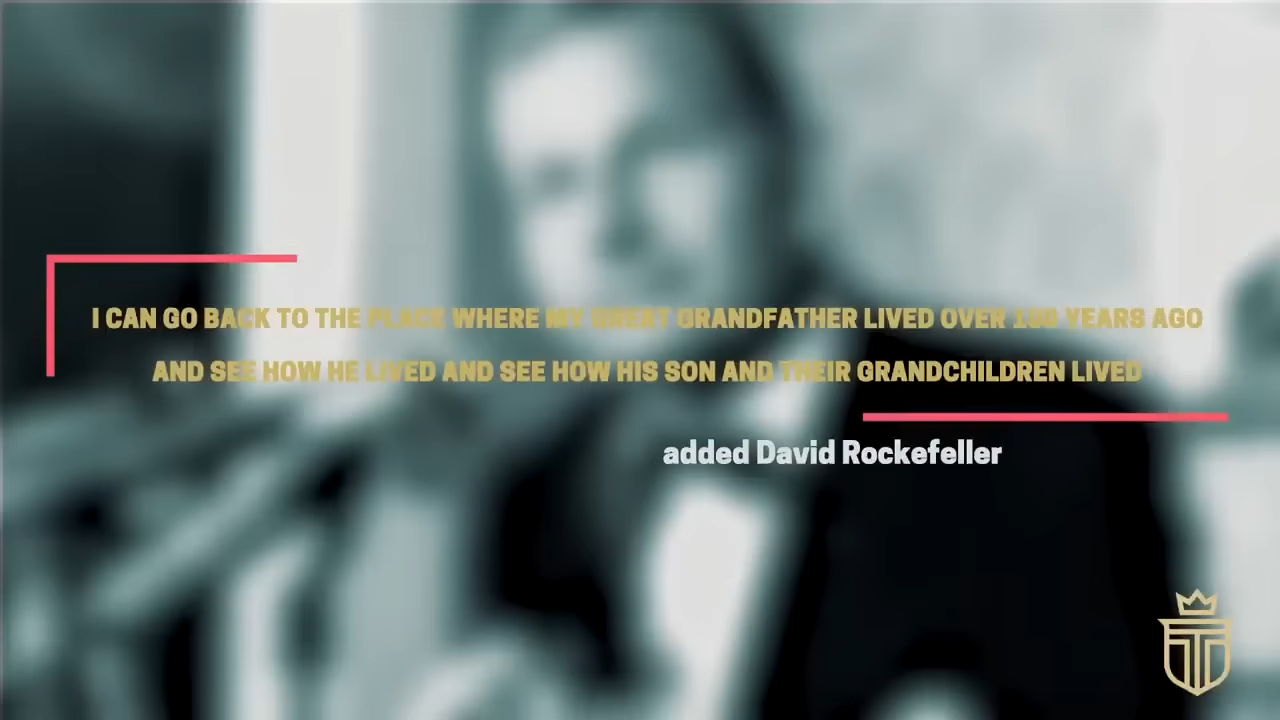 I CAN GO BACK TO THE PLACE WHERE MY GREAT GRANDFATHER LIVED OVER 100 YEARS AGO
AND SEE HOW HE LIVED AND SEE HOW HIS SON AND THEIR GRANDCHILDREN LIVED
added David Rockefeller